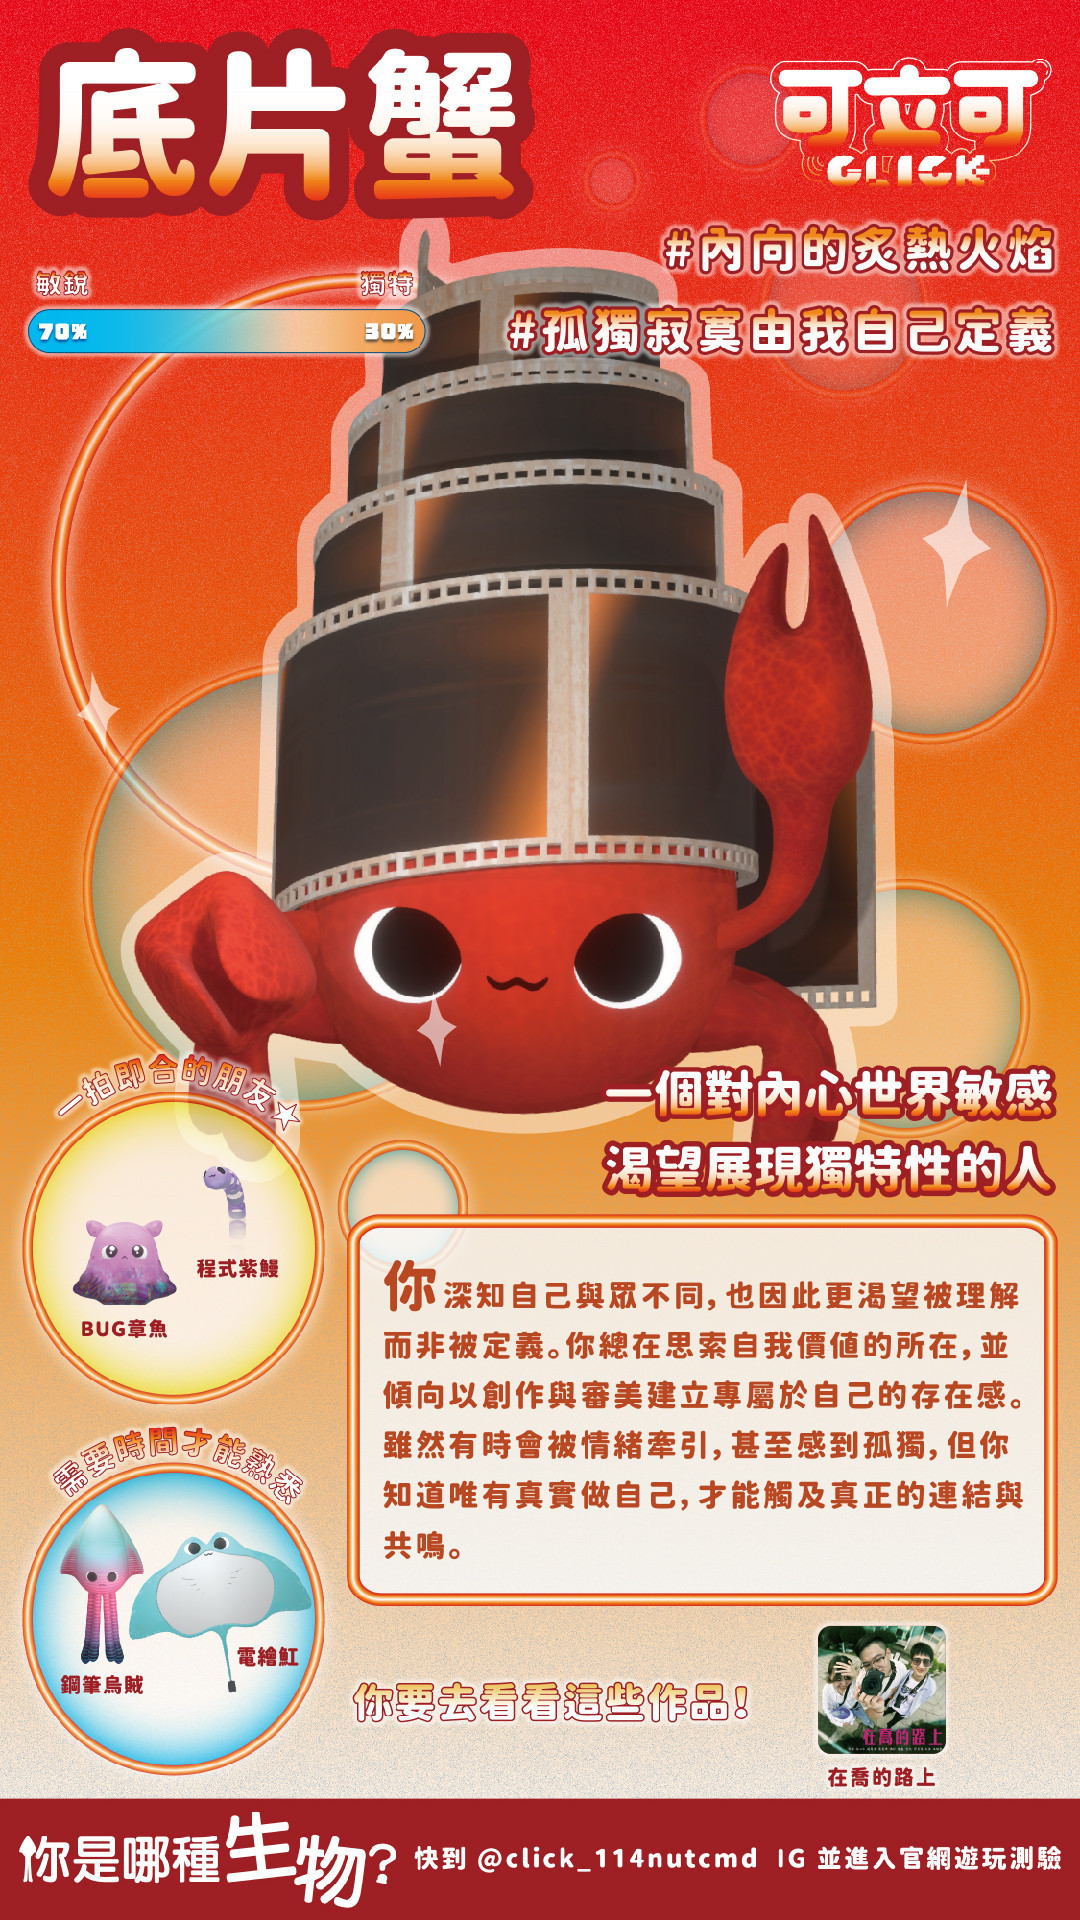 底片蟹
可立可
CLICK
#內向的炙熱火焰
敏銳 獨特
70% 30%
#孤獨寂寞由我自己定義
一拍即合的朋友☆
一個對內心世界敏感
渴望展現獨特性的人
程式紫鰻
BUG章魚
你深知自己與眾不同，也因此更渴望被理解
而非被定義。你總在思索自我價值的所在，並
傾向以創作與審美建立專屬於自己的存在感。
雖然有時會被情緒牽引，甚至感到孤獨，但你
知道唯有真實做自己，才能觸及真正的連結與
共鳴。
需要時間才能熟悉
電繪魟
鋼筆烏賊
你要去看看這些作品！
在喬的路上
在喬的路上
你是哪種生物？
快到 @click_114nutcmd IG 並進入官網遊玩測驗